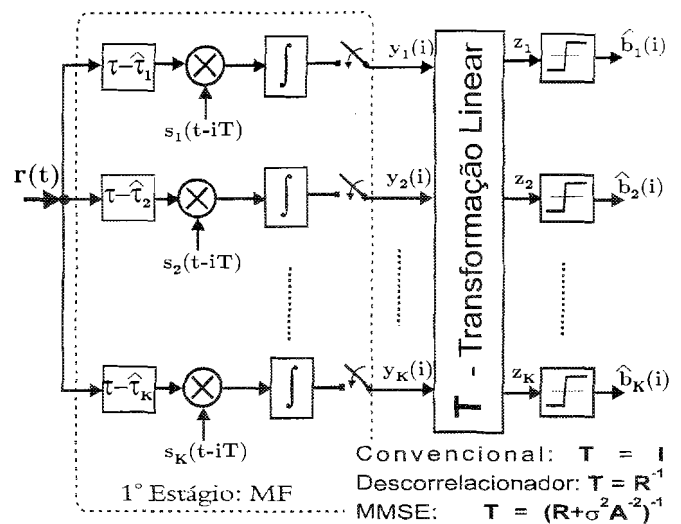 τ-τ̂₁
s₁(t-iT)
∫
y₁(i)
z₁
b̂₁(i)
r(t)
τ-τ̂₂
s₂(t-iT)
∫
y₂(i)
z₂
b̂₂(i)
τ-τ̂K
sK(t-iT)
∫
yK(i)
zK
b̂K(i)
T - Transformação Linear
1° Estágio: MF
Convencional: T = I
Descorrelacionador: T = R⁻¹
MMSE: T = (R+σ²A⁻²)⁻¹